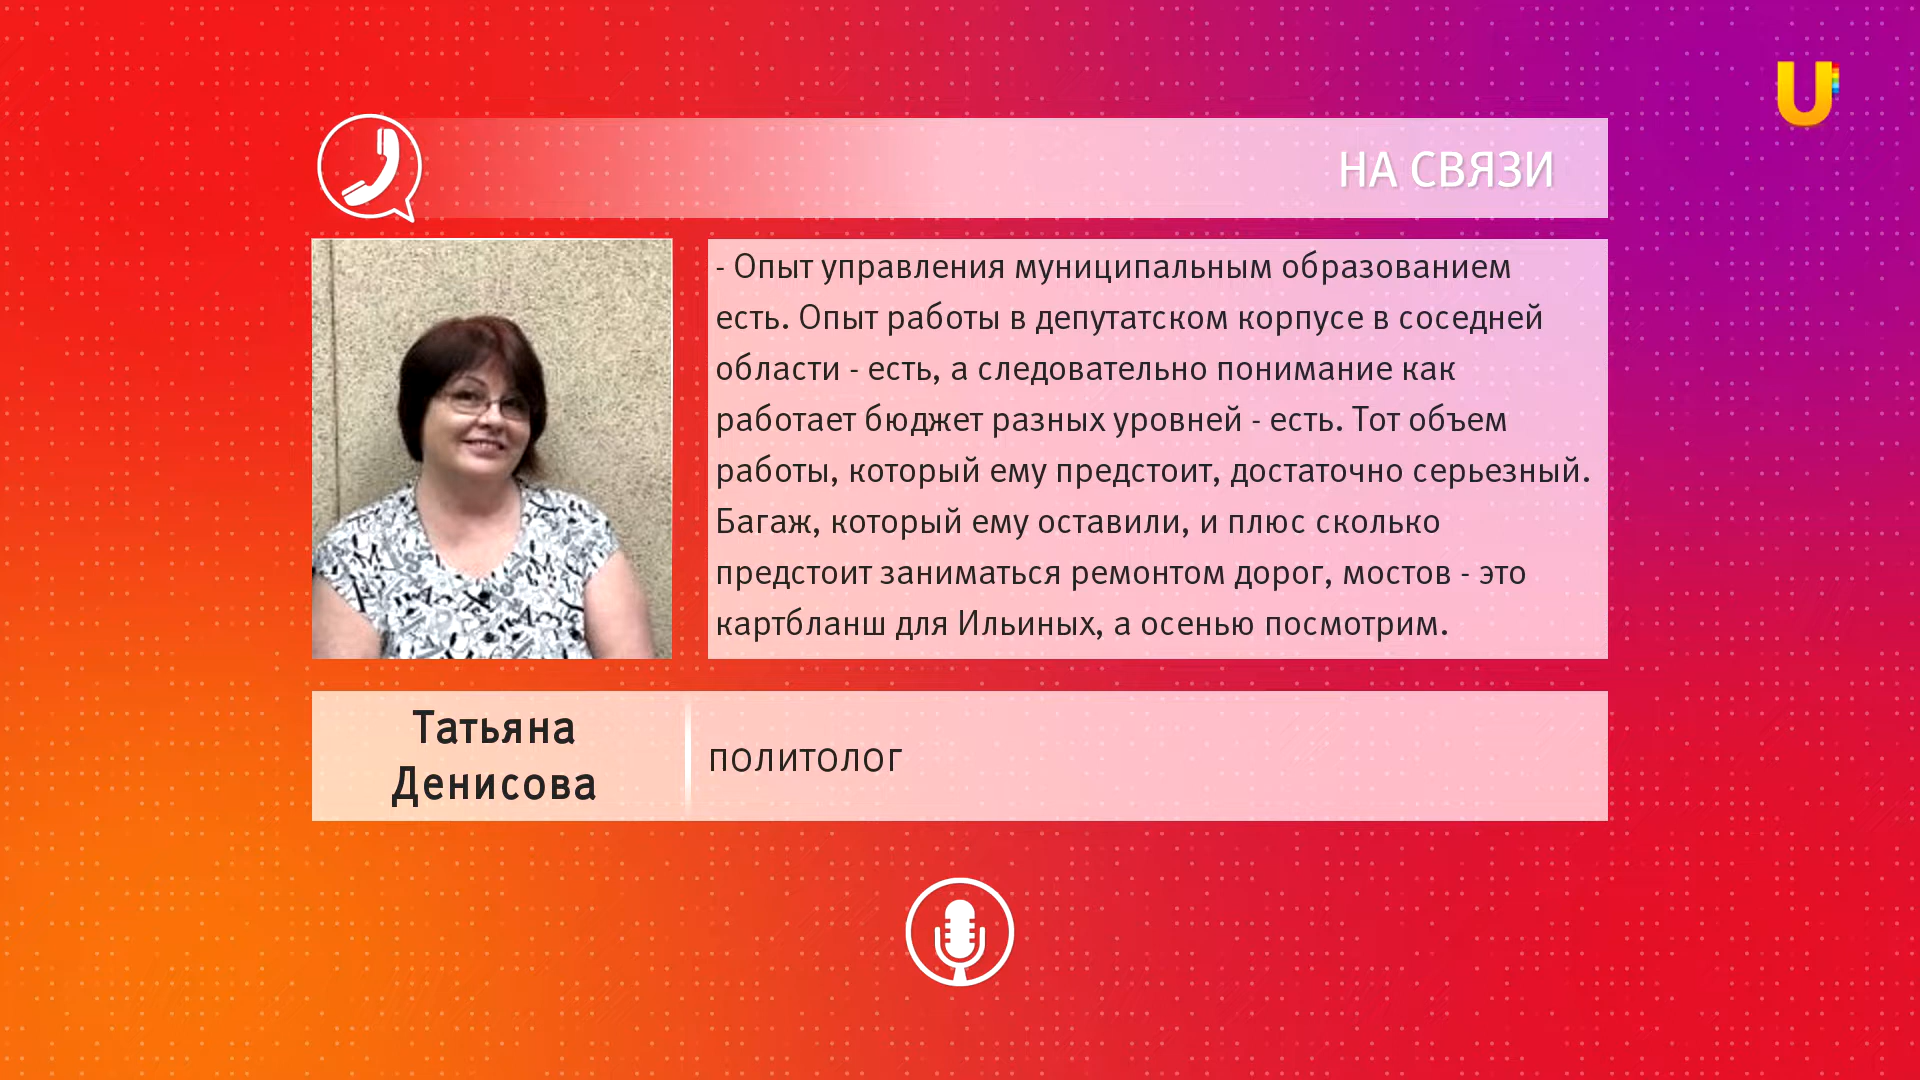 U
НА СВЯЗИ
- Опыт управления муниципальным образованием
есть. Опыт работы в депутатском корпусе в соседней
области - есть, а следовательно понимание как
работает бюджет разных уровней - есть. Тот объем
работы, который ему предстоит, достаточно серьезный.
Багаж, который ему оставили, и плюс сколько
предстоит заниматься ремонтом дорог, мостов - это
картбланш для Ильиных, а осенью посмотрим.
Татьяна
Денисова
политолог